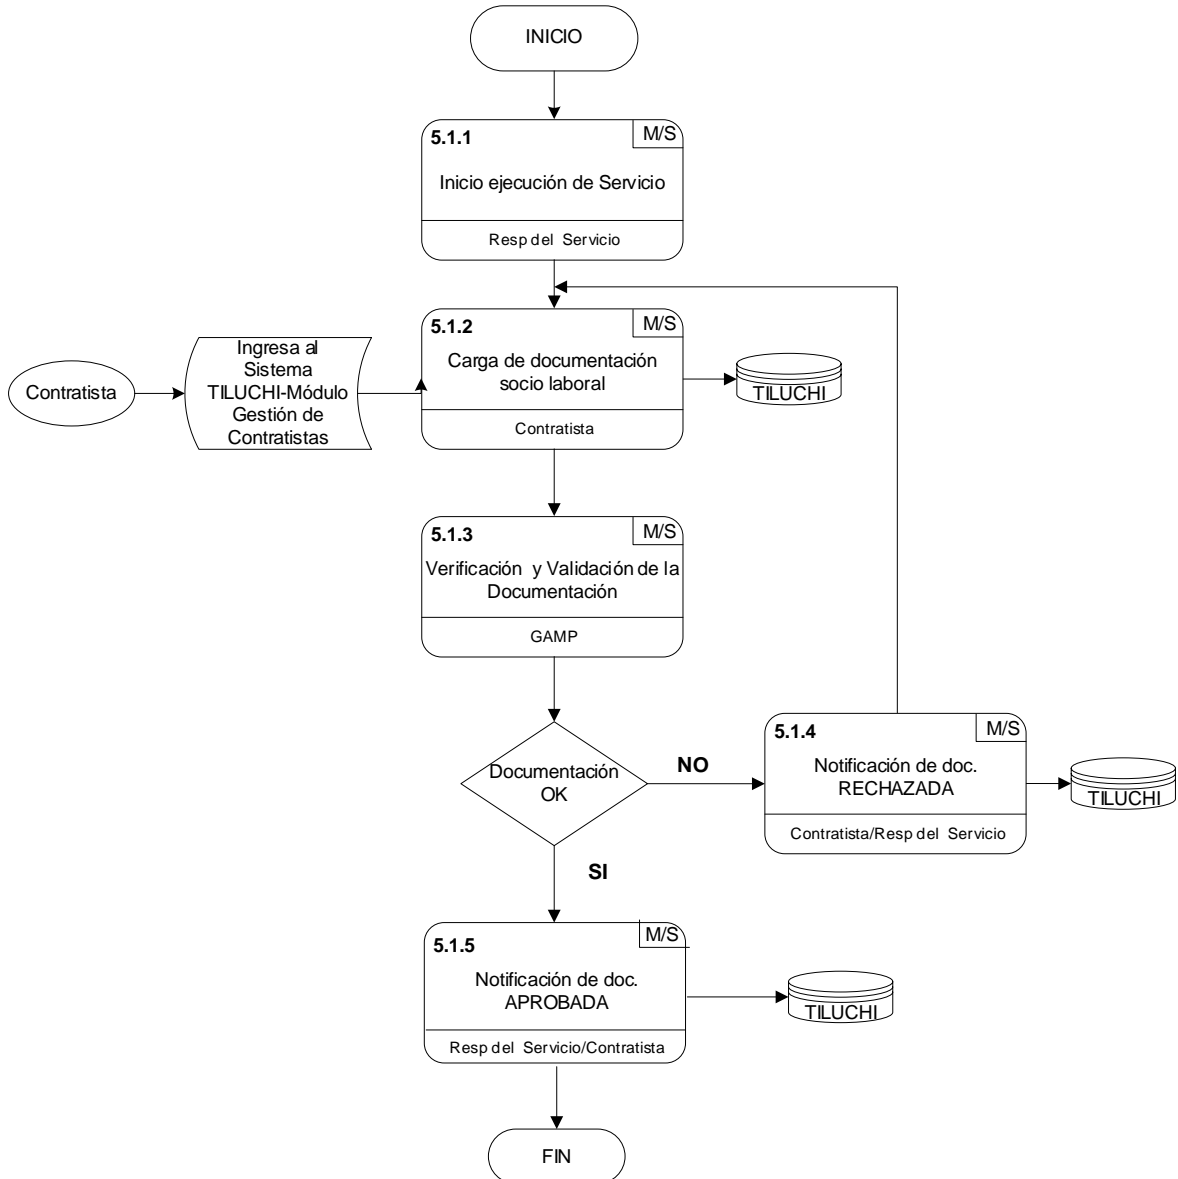 INICIO
5.1.1
M/S
Inicio ejecución de Servicio
Resp del Servicio
5.1.2
M/S
Carga de documentación
socio laboral
Contratista
TILUCHI
Contratista
Ingresa al
Sistema
TILUCHI-Módulo
Gestión de
Contratistas
5.1.3
M/S
Verificación y Validación de la
Documentación
GAMP
Documentación
OK
NO
5.1.4
M/S
Notificación de doc.
RECHAZADA
Contratista/Resp del Servicio
TILUCHI
SI
5.1.5
M/S
Notificación de doc.
APROBADA
Resp del Servicio/Contratista
TILUCHI
FIN